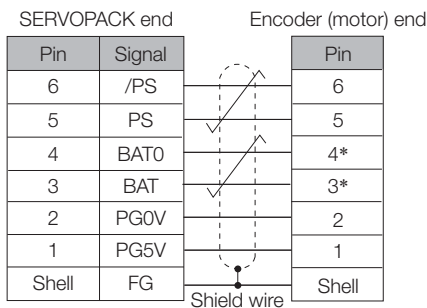 SERVOPACK end Encoder (motor) end
Pin Signal Pin
6 /PS 6
5 PS 5
4 BAT0 4*
3 BAT 3*
2 PG0V 2
1 PG5V 1
Shell FG Shell
Shield wire